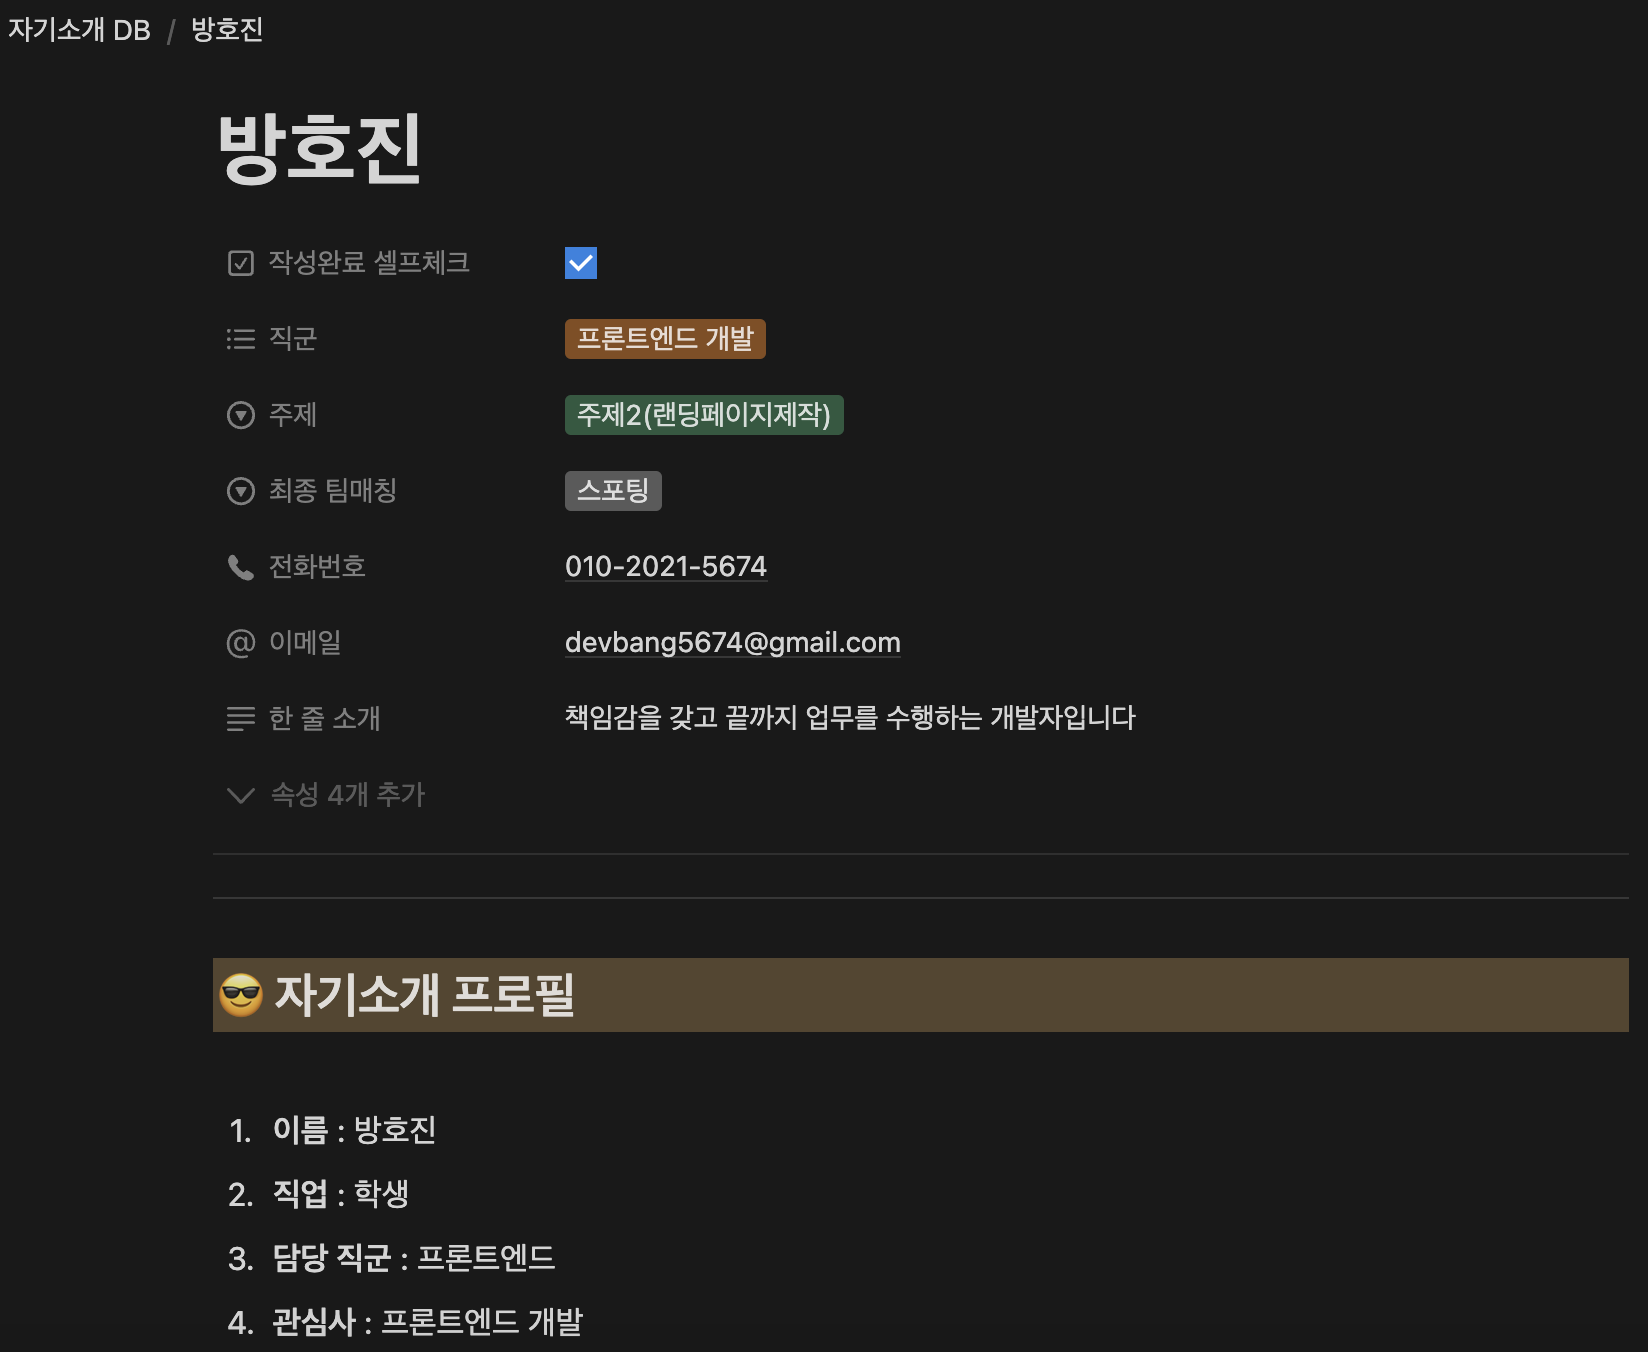 자기소개 DB / 방호진
방호진
작성완료 셀프체크
직군 프론트엔드 개발
주제 주제2(랜딩페이지제작)
최종 팀매칭 스포팅
전화번호 010-2021-5674
이메일 devbang5674@gmail.com
한 줄 소개 책임감을 갖고 끝까지 업무를 수행하는 개발자입니다
속성 4개 추가
😎 자기소개 프로필
1. 이름 : 방호진
2. 직업 : 학생
3. 담당 직군 : 프론트엔드
4. 관심사 : 프론트엔드 개발